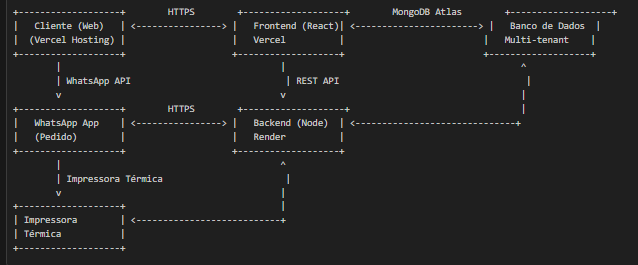 +------------------+      HTTPS      +-----------------+   MongoDB Atlas   +-----------------+
|   Cliente (Web)  | <-------------> |  Frontend (React)| <--------------> |   Banco de Dados  |
|  (Vercel Hosting)|                 |  Vercel         |                   |  Multi-tenant    |
+------------------+                 +-----------------+                   +-----------------+
       |                                     |                                       ^
       | WhatsApp API                        | REST API                              |
       v                                     v                                       |
+------------------+      HTTPS      +-----------------+                             |
|   WhatsApp App   | <-------------> |  Backend (Node) | <---------------------------+
|   (Pedido)       |                 |  Render         |
+------------------+                 +-----------------+
       |                                     ^
       | Impressora Térmica                  |
       v                                     |
+------------------+                         |
| Impressora       | <-----------------------+
| Térmica          |
+------------------+